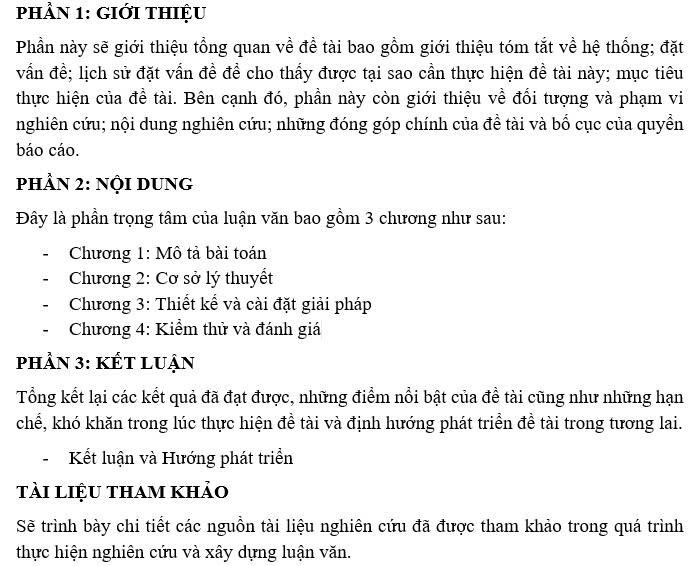 PHẦN 1: GIỚI THIỆU
Phần này sẽ giới thiệu tổng quan về đề tài bao gồm giới thiệu tóm tắt về hệ thống; đặt
vấn đề; lịch sử đặt vấn đề để cho thấy được tại sao cần thực hiện đề tài này; mục tiêu
thực hiện của đề tài. Bên cạnh đó, phần này còn giới thiệu về đối tượng và phạm vi
nghiên cứu; nội dung nghiên cứu; những đóng góp chính của đề tài và bố cục của quyển
báo cáo.
PHẦN 2: NỘI DUNG
Đây là phần trọng tâm của luận văn bao gồm 3 chương như sau:
- Chương 1: Mô tả bài toán
- Chương 2: Cơ sở lý thuyết
- Chương 3: Thiết kế và cài đặt giải pháp
- Chương 4: Kiểm thử và đánh giá
PHẦN 3: KẾT LUẬN
Tổng kết lại các kết quả đã đạt được, những điểm nổi bật của đề tài cũng như những hạn
chế, khó khăn trong lúc thực hiện đề tài và định hướng phát triển đề tài trong tương lai.
- Kết luận và Hướng phát triển
TÀI LIỆU THAM KHẢO
Sẽ trình bày chi tiết các nguồn tài liệu nghiên cứu đã được tham khảo trong quá trình
thực hiện nghiên cứu và xây dựng luận văn.